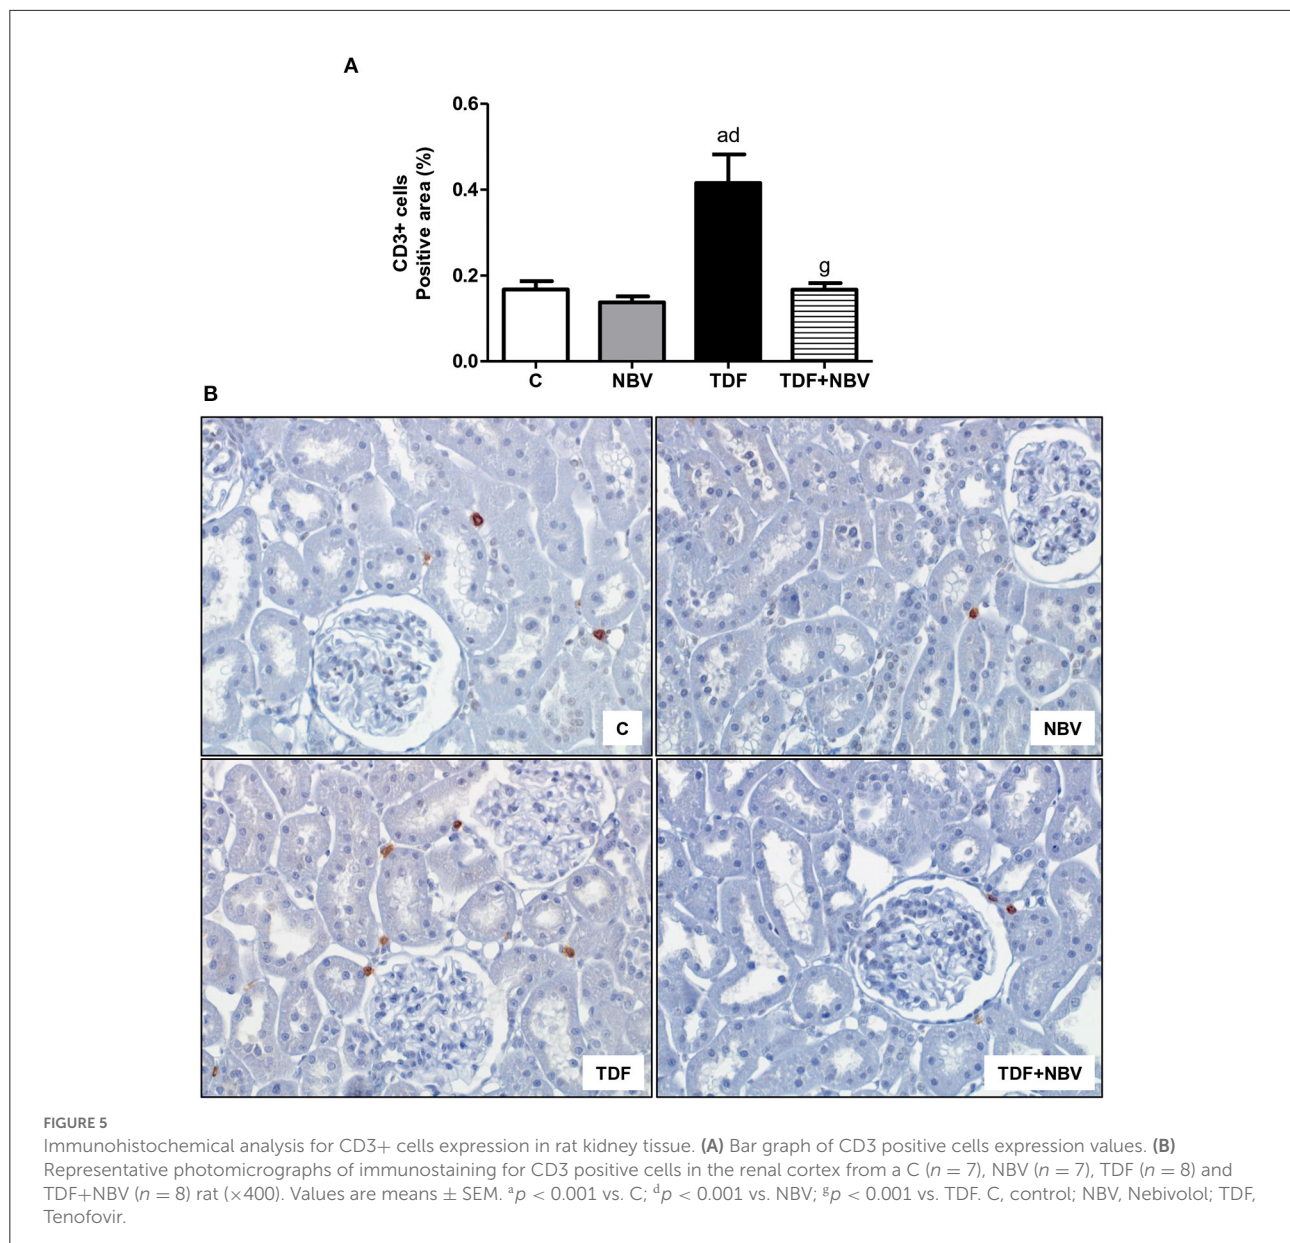 A
0.6
0.4
0.2
0.0
CD3+ cells
Positive area (%)
ad
g
C
NBV
TDF
TDF+NBV
B
C
NBV
TDF
TDF+NBV
FIGURE 5
Immunohistochemical analysis for CD3+ cells expression in rat kidney tissue. (A) Bar graph of CD3 positive cells expression values. (B)
Representative photomicrographs of immunostaining for CD3 positive cells in the renal cortex from a C (n = 7), NBV (n = 7), TDF (n = 8) and
TDF+NBV (n = 8) rat (×400). Values are means ± SEM. ᵃp < 0.001 vs. C; ᵈp < 0.001 vs. NBV; ᵍp < 0.001 vs. TDF. C, control; NBV, Nebivolol; TDF,
Tenofovir.